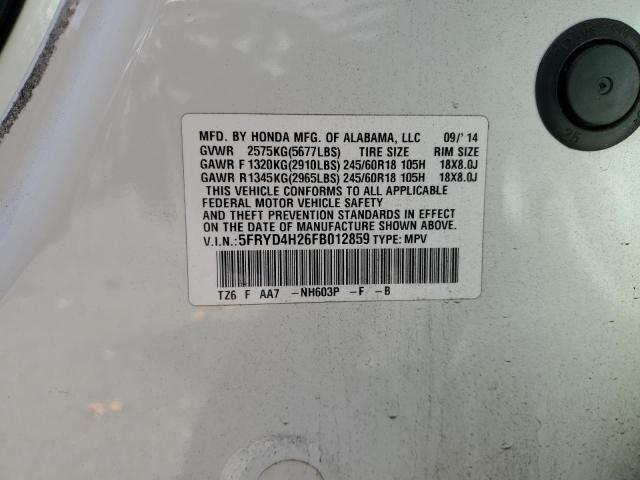 MFD. BY HONDA MFG. OF ALABAMA, LLC 09/'14
GVWR 2575KG(5677LBS) TIRE SIZE RIM SIZE
GAWR F 1320KG(2910LBS) 245/60R18 105H 18X8.0J
GAWR R1345KG(2965LBS) 245/60R18 105H 18X8.0J
THIS VEHICLE CONFORMS TO ALL APPLICABLE
FEDERAL MOTOR VEHICLE SAFETY
AND THEFT PREVENTION STANDARDS IN EFFECT
ON THE DATE OF MANUFACTURE SHOWN ABOVE.
V.I.N.:5FRYD4H26FB012859 TYPE: MPV
TZ6 F AA7 -NH603P -F -B
25